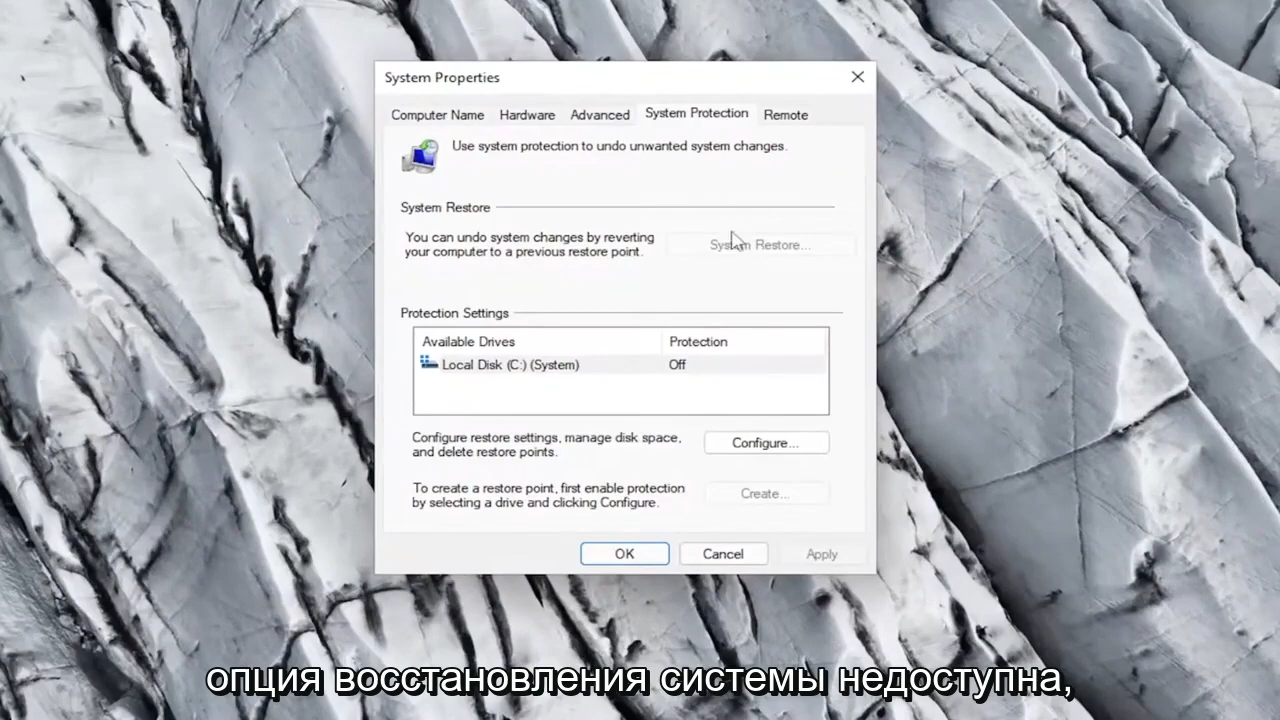 System Properties
Computer Name Hardware Advanced System Protection Remote
Use system protection to undo unwanted system changes.
System Restore
You can undo system changes by reverting
your computer to a previous restore point.
System Restore...
Protection Settings
Available Drives Protection
Local Disk (C:) (System) Off
Configure restore settings, manage disk space,
and delete restore points.
Configure...
To create a restore point, first enable protection
by selecting a drive and clicking Configure.
Create...
OK Cancel Apply
опция восстановления системы недоступна,